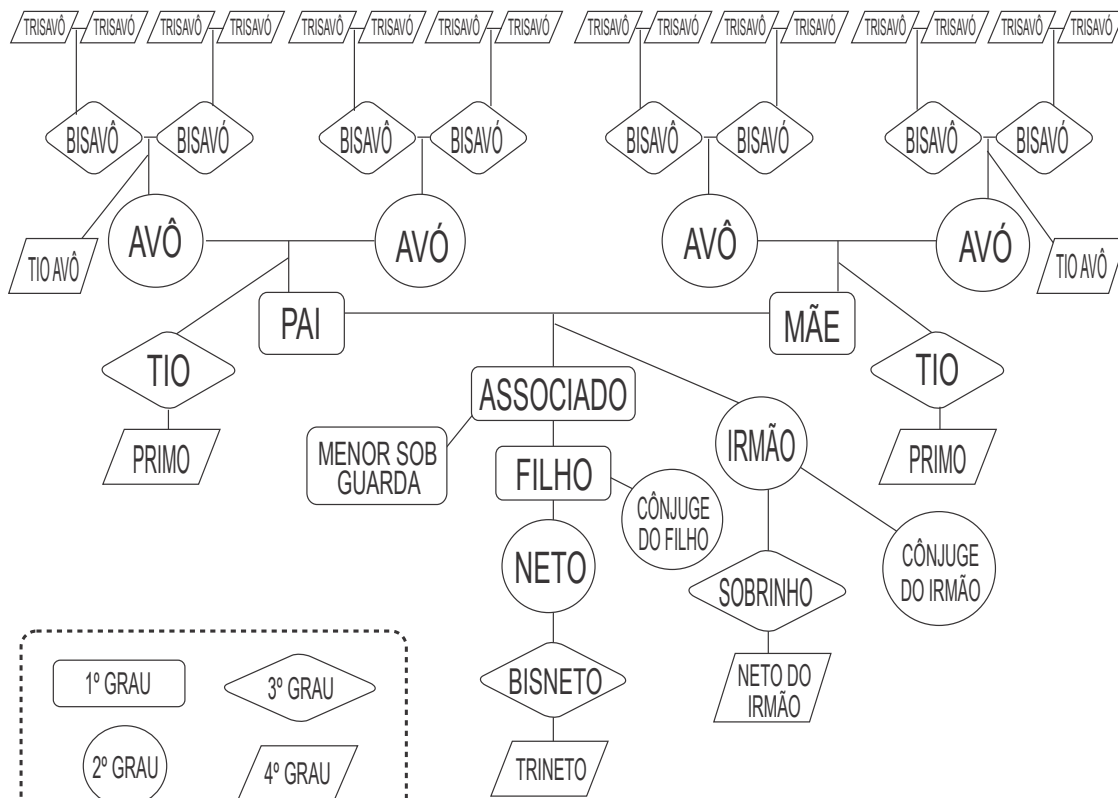 TRISAVÔ TRISAVÓ TRISAVÔ TRISAVÓ TRISAVÔ TRISAVÓ TRISAVÔ TRISAVÓ TRISAVÔ TRISAVÓ TRISAVÔ TRISAVÓ TRISAVÔ TRISAVÓ TRISAVÔ TRISAVÓ
BISAVÔ BISAVÓ BISAVÔ BISAVÓ BISAVÔ BISAVÓ BISAVÔ BISAVÓ
AVÔ AVÓ AVÔ AVÓ
TIO AVÔ TIO AVÔ
PAI MÃE
TIO TIO
ASSOCIADO
PRIMO PRIMO
IRMÃO
MENOR SOB
GUARDA
FILHO
CÔNJUGE
DO FILHO
NETO
CÔNJUGE
DO IRMÃO
SOBRINHO
BISNETO
NETO DO
IRMÃO
TRINETO
1º GRAU 3º GRAU
2º GRAU 4º GRAU